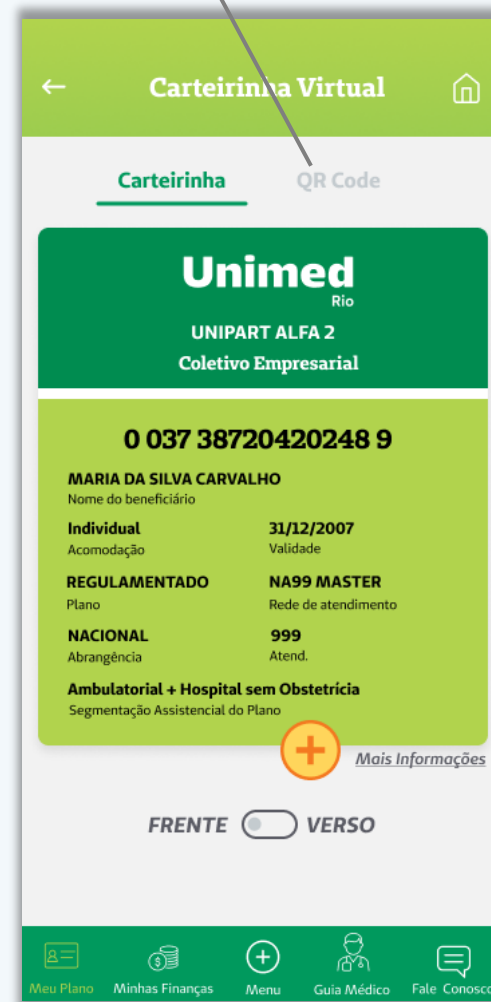 Carteirinha Virtual
Carteirinha QR Code
Unimed
Rio
UNIPART ALFA 2
Coletivo Empresarial
0 037 38720420248 9
MARIA DA SILVA CARVALHO
Nome do beneficiário
Individual 31/12/2007
Acomodação Validade
REGULAMENTADO NA99 MASTER
Plano Rede de atendimento
NACIONAL 999
Abrangência Atend.
Ambulatorial + Hospital sem Obstetrícia
Segmentação Assistencial do Plano
Mais Informações
FRENTE VERSO
Meu Plano Minhas Finanças Menu Guia Médico Fale Conosco